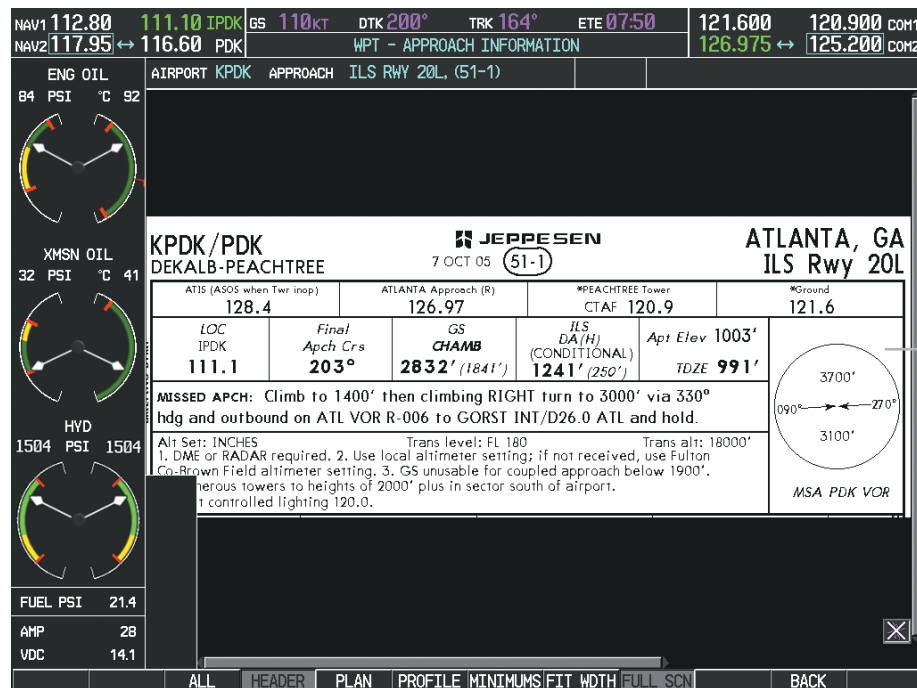 NAV1 112.80 111.10 IPDK GS 110KT DTK 200° TRK 164° ETE 07:50 121.600 120.900 COM1
NAV2 117.95 ↔ 116.60 PDK WPT - APPROACH INFORMATION 126.975 ↔ 125.200 COM2
AIRPORT KPDK APPROACH ILS RWY 20L, (51-1)
ENG OIL
84 PSI °C 92
XMSN OIL
32 PSI °C 41
HYD
1504 PSI 1504
FUEL PSI 21.4
AMP 28
VDC 14.1
KPDK/PDK JEPPESEN ATLANTA, GA
DEKALB-PEACHTREE 7 OCT 05 51-1 ILS Rwy 20L
ATIS (ASOS when Twr inop) ATLANTA Approach (R) *PEACHTREE Tower *Ground
128.4 126.97 CTAF 120.9 121.6
LOC Final GS ILS
IPDK Apch Crs CHAMB DA(H) Apt Elev 1003'
(CONDITIONAL)
111.1 203° 2832' (1841') 1241' (250') TDZE 991'
MISSED APCH: Climb to 1400' then climbing RIGHT turn to 3000' via 330°
hdg and outbound on ATL VOR R-006 to GORST INT/D26.0 ATL and hold.
Alt Set: INCHES Trans level: FL 180 Trans alt: 18000'
1. DME or RADAR required. 2. Use local altimeter setting; if not received, use Fulton
Co-Brown Field altimeter setting. 3. GS unusable for coupled approach below 1900'.
erous towers to heights of 2000' plus in sector south of airport.
t controlled lighting 120.0.
3700'
090° 270°
3100'
MSA PDK VOR
ALL HEADER PLAN PROFILE MINIMUMS FIT WDTH FULL SCN BACK